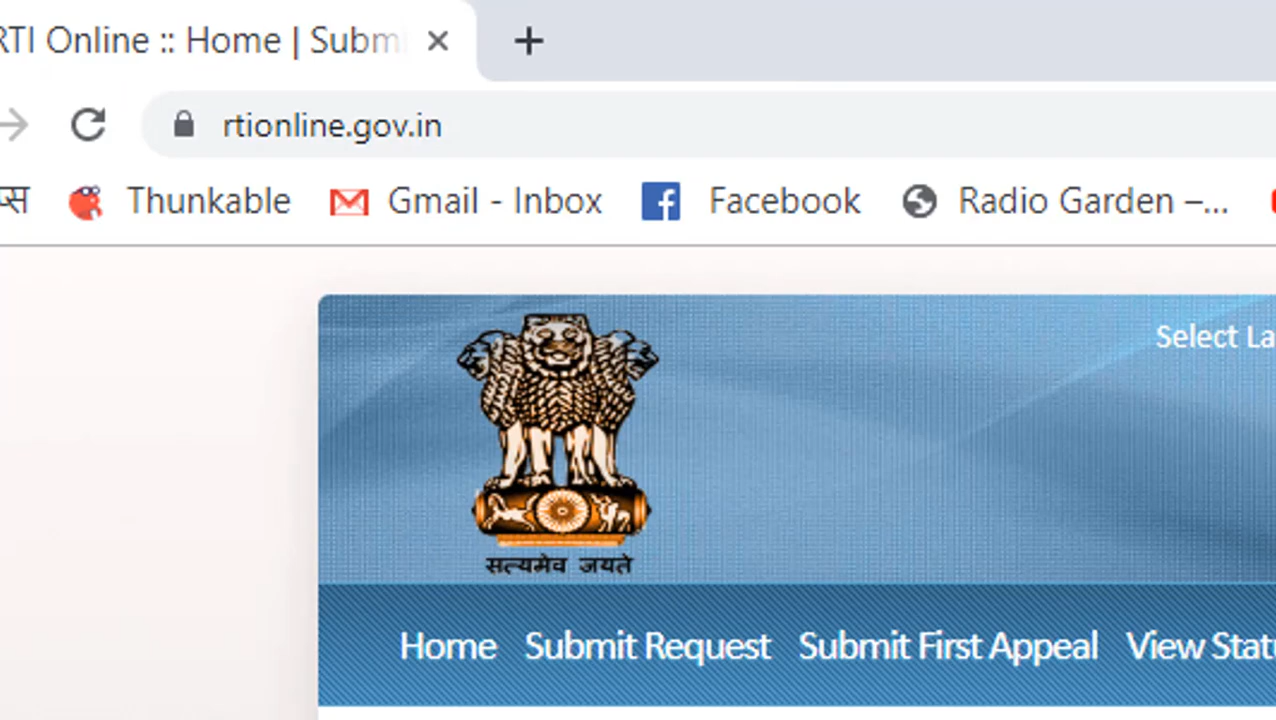 RTI Online :: Home | Subm
rtionline.gov.in
प्स Thunkable Gmail - Inbox Facebook Radio Garden –...
Select La
सत्यमेव जयते
Home Submit Request Submit First Appeal View Stat